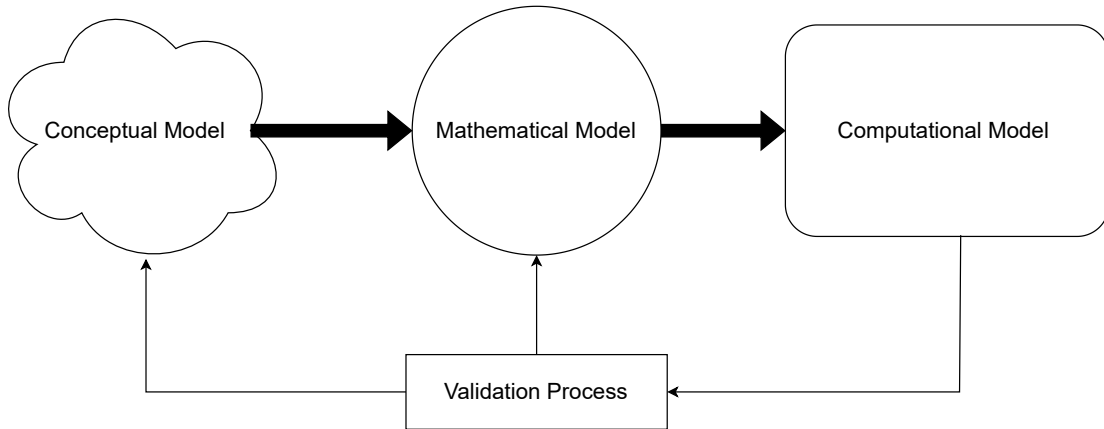 Conceptual Model
Mathematical Model
Computational Model
Validation Process